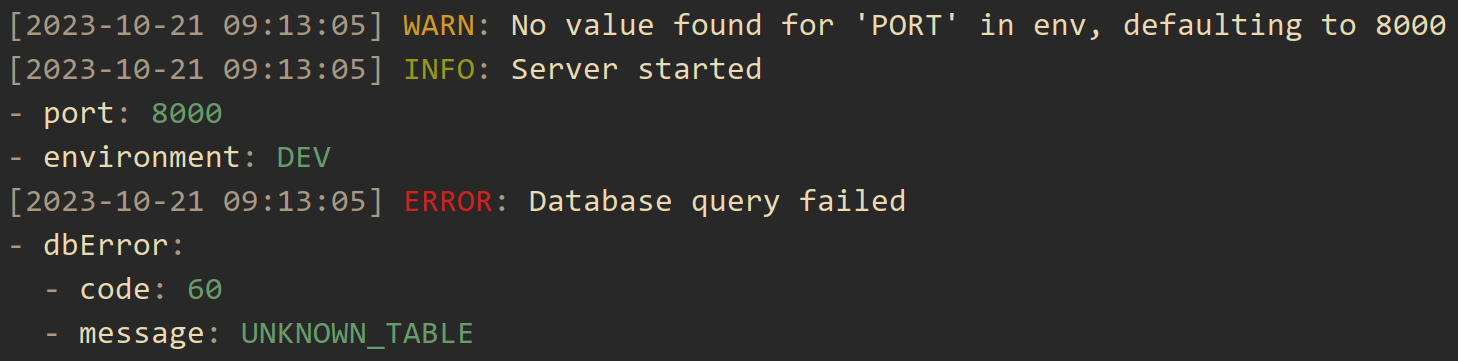 [2023-10-21 09:13:05] WARN: No value found for 'PORT' in env, defaulting to 8000
[2023-10-21 09:13:05] INFO: Server started
- port: 8000
- environment: DEV
[2023-10-21 09:13:05] ERROR: Database query failed
- dbError:
  - code: 60
  - message: UNKNOWN_TABLE